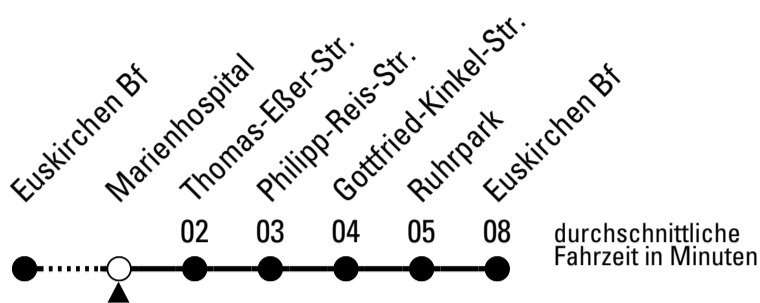 Euskirchen Bf
Marienhospital
Thomas-Eßer-Str.
Philipp-Reis-Str.
Gottfried-Kinkel-Str.
Ruhrpark
Euskirchen Bf
02 03 04 05 08
durchschnittliche
Fahrzeit in Minuten